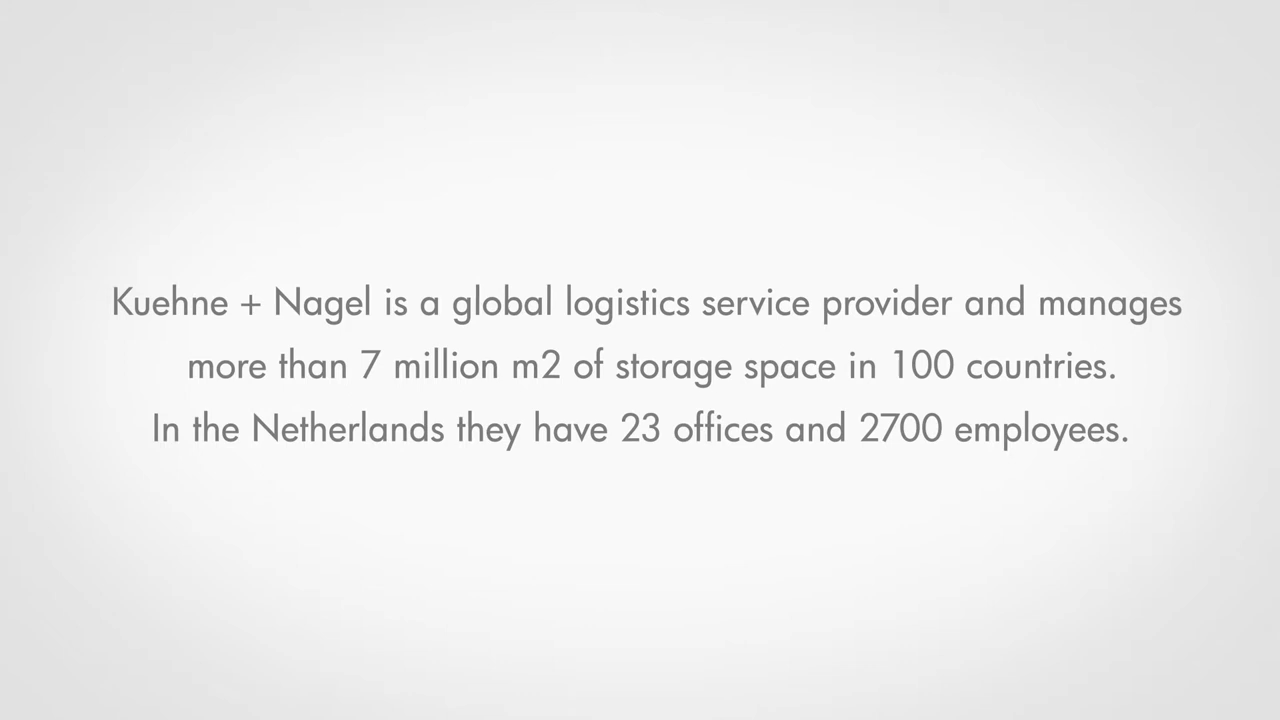 Kuehne + Nagel is a global logistics service provider and manages
more than 7 million m2 of storage space in 100 countries.
In the Netherlands they have 23 offices and 2700 employees.